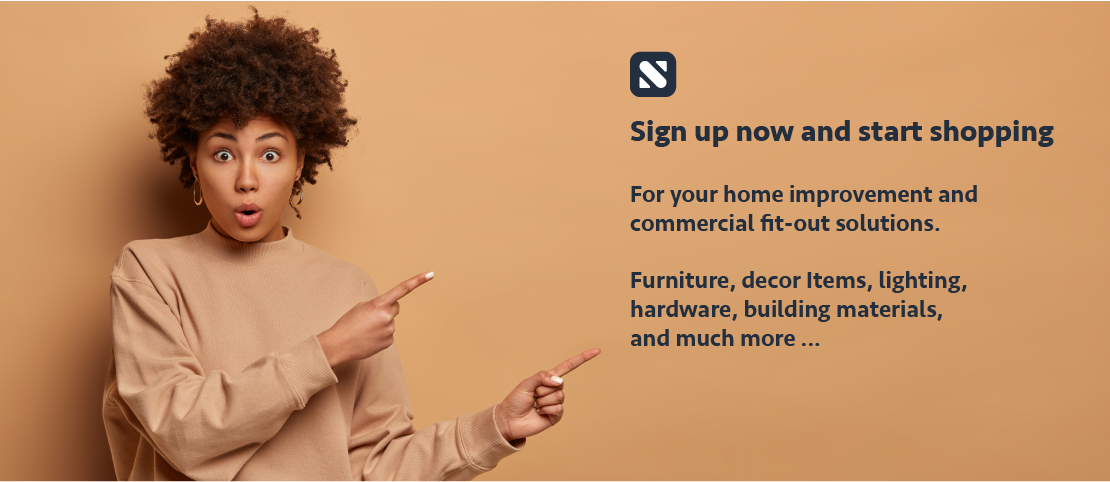 Sign up now and start shopping
For your home improvement and
commercial fit-out solutions.
Furniture, decor Items, lighting,
hardware, building materials,
and much more ...